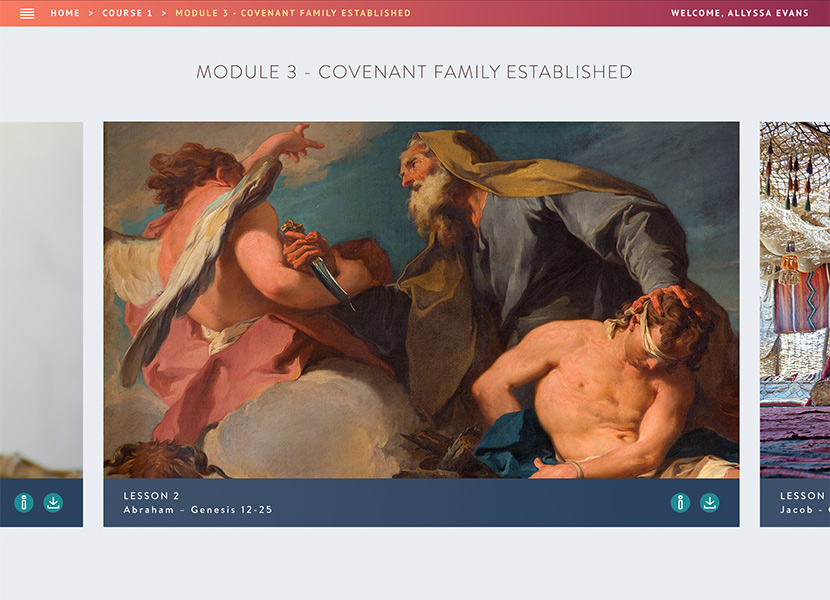 HOME > COURSE 1 > MODULE 3 - COVENANT FAMILY ESTABLISHED
WELCOME, ALLYSSA EVANS
MODULE 3 - COVENANT FAMILY ESTABLISHED
LESSON 2
Abraham – Genesis 12-25
LESSON
Jacob -